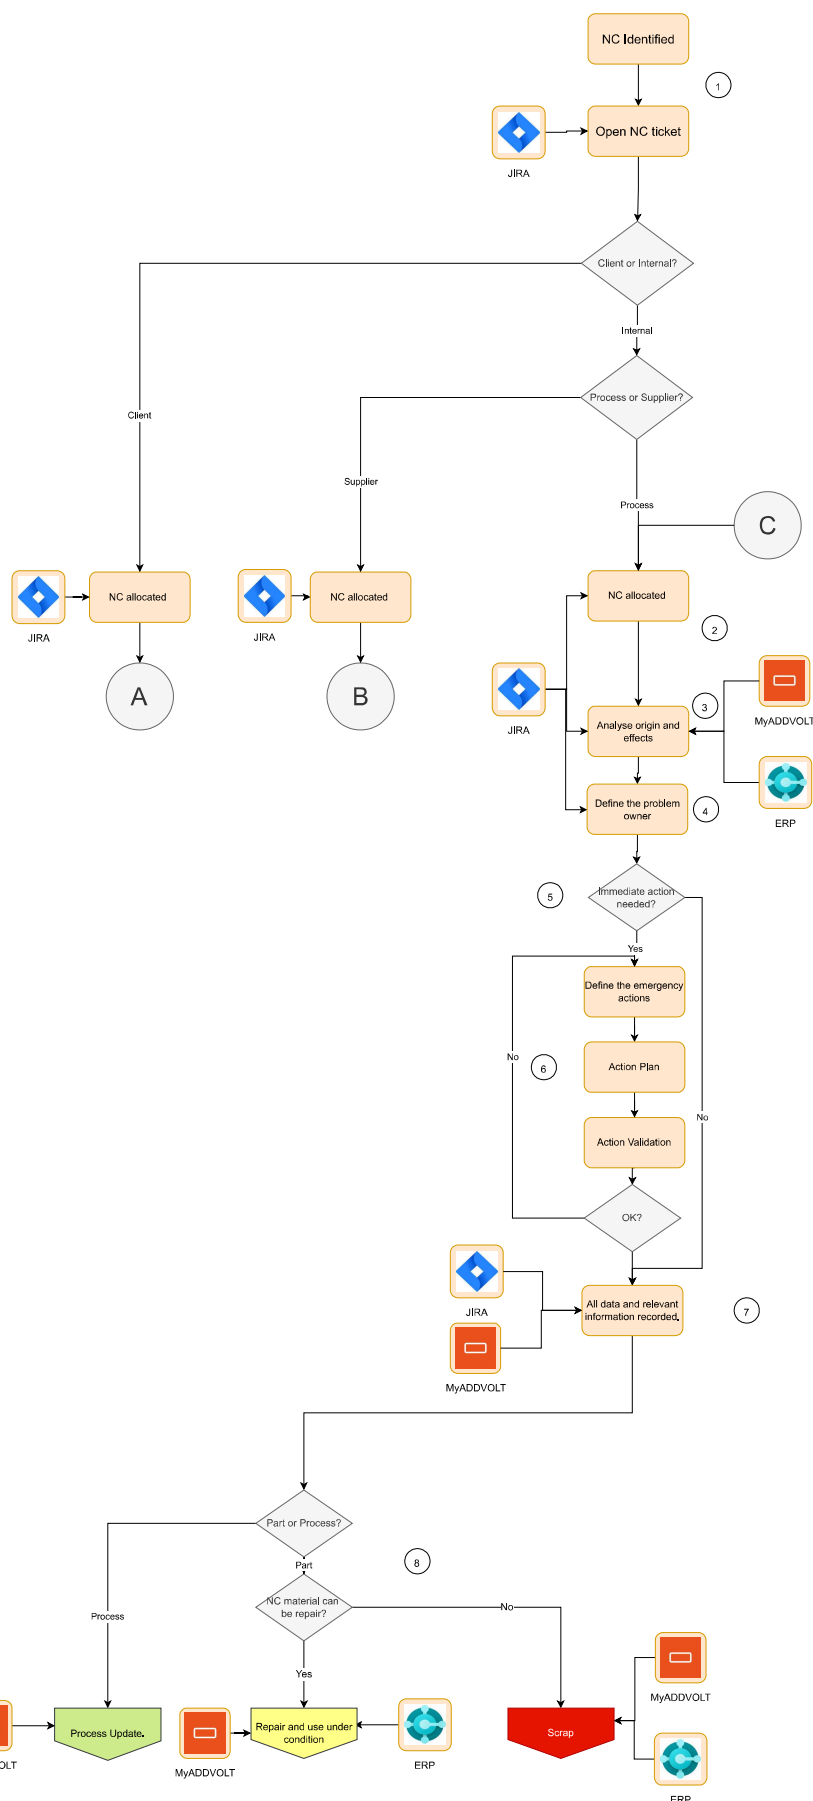 NC Identified
1
Open NC ticket
JIRA
Client or Internal?
Internal
Process or Supplier?
Client
Supplier
Process
C
NC allocated
JIRA
NC allocated
JIRA
NC allocated
2
A
B
JIRA
3
Analyse origin and
effects
MyADDVOLT
4
Define the problem
owner
ERP
5
Immediate action
needed?
Yes
Define the emergency
actions
No
6
Action Plan
No
Action Validation
OK?
JIRA
All data and relevant
information recorded.
7
MyADDVOLT
Part or Process?
8
Part
NC material can
be repair?
No
Process
Yes
MyADDVOLT
Process Update.
Repair and use under
condition
Scrap
OLT
MyADDVOLT
ERP
ERP